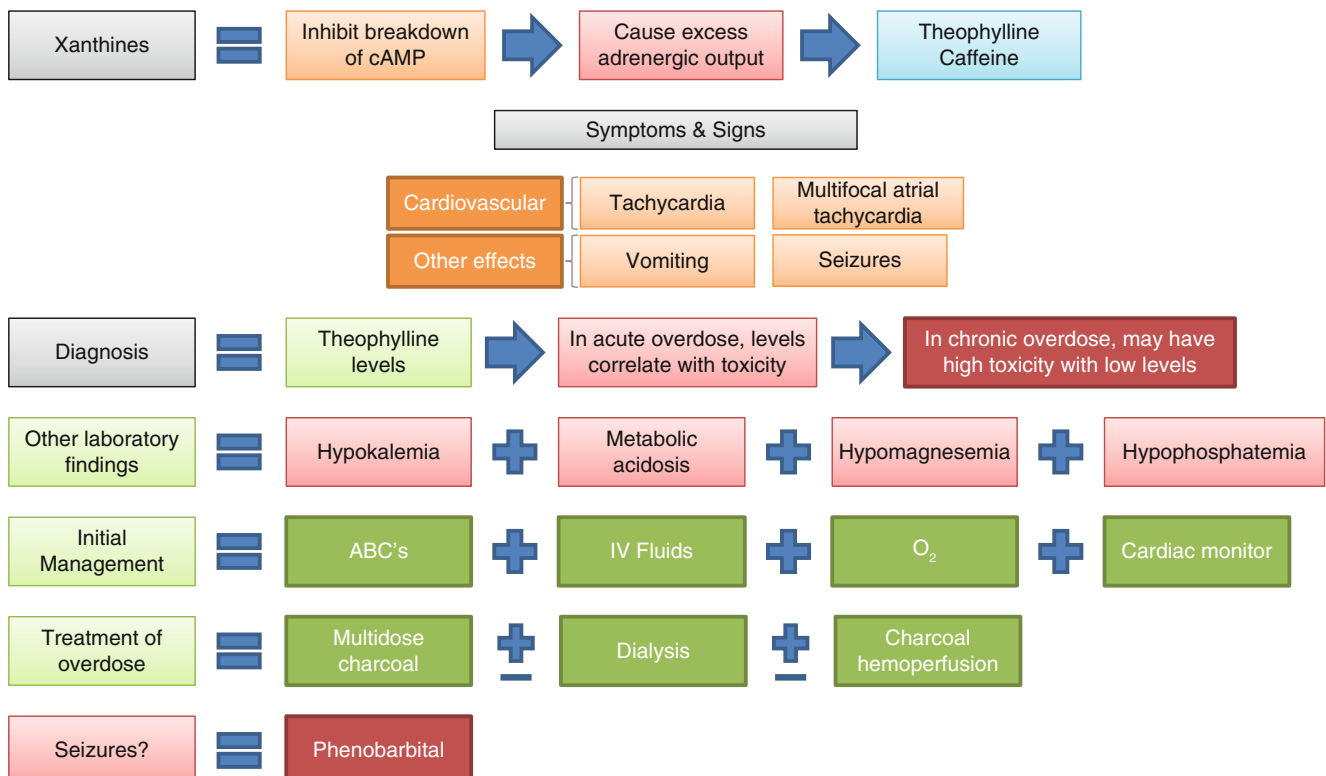 Xanthines
Inhibit breakdown
of cAMP
Cause excess
adrenergic output
Theophylline
Caffeine
Symptoms & Signs
Cardiovascular
Tachycardia
Multifocal atrial
tachycardia
Other effects
Vomiting
Seizures
Diagnosis
Theophylline
levels
In acute overdose, levels
correlate with toxicity
In chronic overdose, may have
high toxicity with low levels
Other laboratory
findings
Hypokalemia
Metabolic
acidosis
Hypomagnesemia
Hypophosphatemia
Initial
Management
ABC's
IV Fluids
O₂
Cardiac monitor
Treatment of
overdose
Multidose
charcoal
Dialysis
Charcoal
hemoperfusion
Seizures?
Phenobarbital